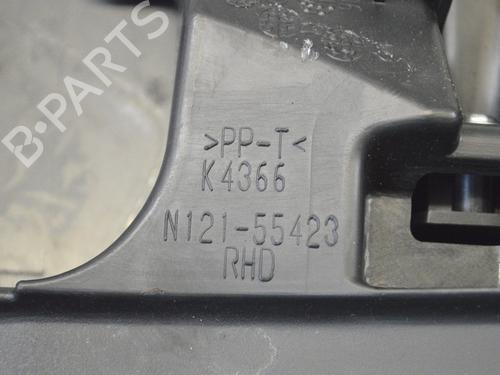 B-PARTS
>PP-T<
K4366
N121-55423
RHD